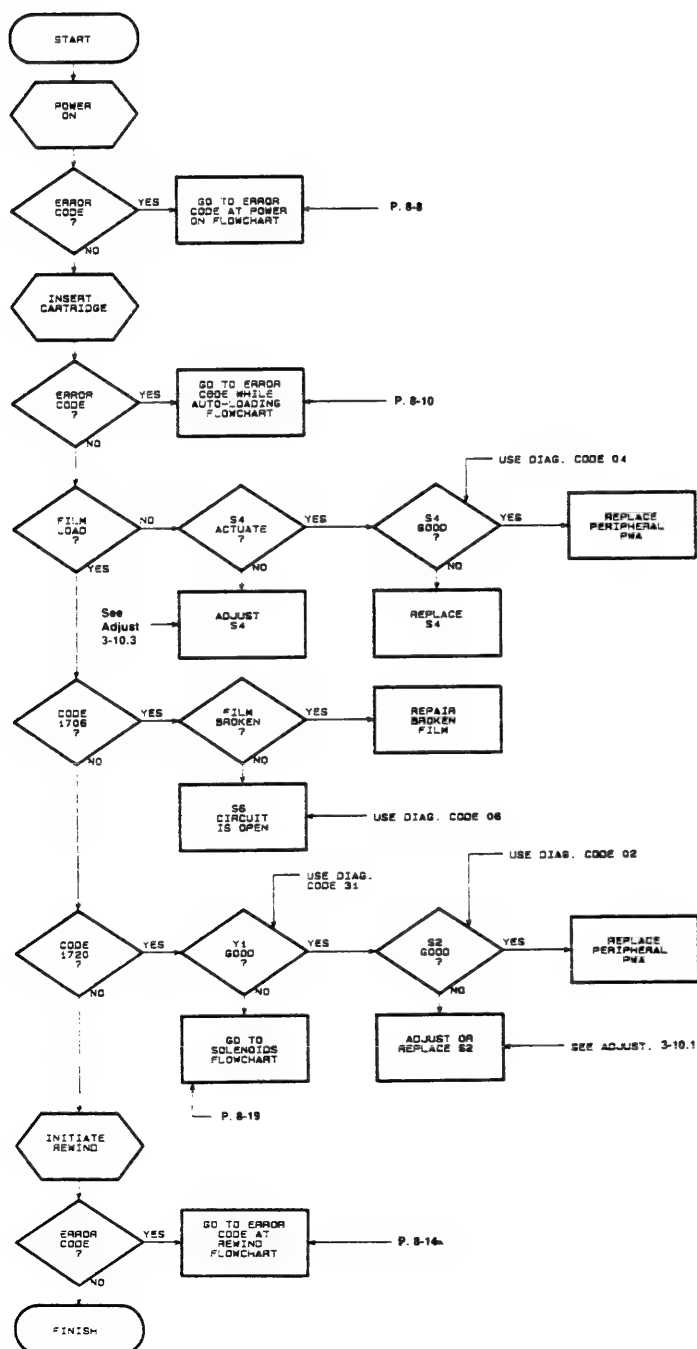 START
POWER
ON
ERROR
CODE
?
YES
GO TO ERROR
CODE AT POWER
ON FLOWCHART
P. 8-8
NO
INSERT
CARTRIDGE
ERROR
CODE
?
YES
GO TO ERROR
CODE WHILE
AUTO-LOADING
FLOWCHART
P. 8-10
NO
USE DIAG. CODE 04
FILM
LOAD
?
NO
S4
ACTUATE
?
YES
S4
GOOD
?
YES
REPLACE
PERIPHERAL
PWA
YES
NO
NO
See
Adjust
3-10.3
ADJUST
S4
REPLACE
S4
CODE
1706
?
YES
FILM
BROKEN
?
YES
REPAIR
BROKEN
FILM
NO
NO
S6
CIRCUIT
IS OPEN
USE DIAG. CODE 06
USE DIAG.
CODE 31
USE DIAG. CODE 02
CODE
1720
?
YES
Y1
GOOD
?
YES
S2
GOOD
?
YES
REPLACE
PERIPHERAL
PWA
NO
NO
NO
GO TO
SOLENOIDS
FLOWCHART
ADJUST OR
REPLACE S2
SEE ADJUST. 3-10.1
P. 8-19
INITIATE
REWIND
ERROR
CODE
?
YES
GO TO ERROR
CODE AT
REWIND
FLOWCHART
P. 8-14
NO
FINISH